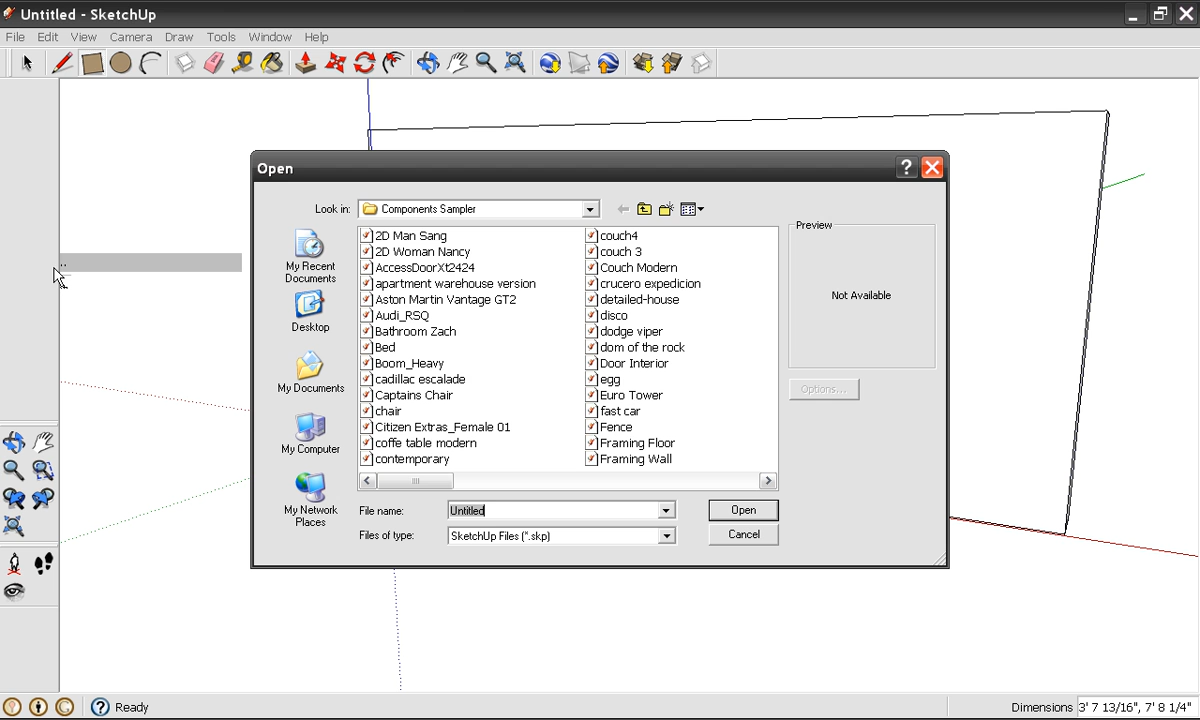 Untitled - SketchUp
File Edit View Camera Draw Tools Window Help
Open
Look in: Components Sampler
My Recent Documents
Desktop
My Documents
My Computer
My Network Places
2D Man Sang
2D Woman Nancy
AccessDoorXt2424
apartment warehouse version
Aston Martin Vantage GT2
Audi_RSQ
Bathroom Zach
Bed
Boom_Heavy
cadillac escalade
Captains Chair
chair
Citizen Extras_Female 01
coffe table modern
contemporary
couch4
couch 3
Couch Modern
crucero expedicion
detailed-house
disco
dodge viper
dom of the rock
Door Interior
egg
Euro Tower
fast car
Fence
Framing Floor
Framing Wall
Preview
Not Available
Options...
File name: Untitled
Open
Files of type: SketchUp Files (*.skp)
Cancel
Ready
Dimensions 3' 7 13/16", 7' 8 1/4"